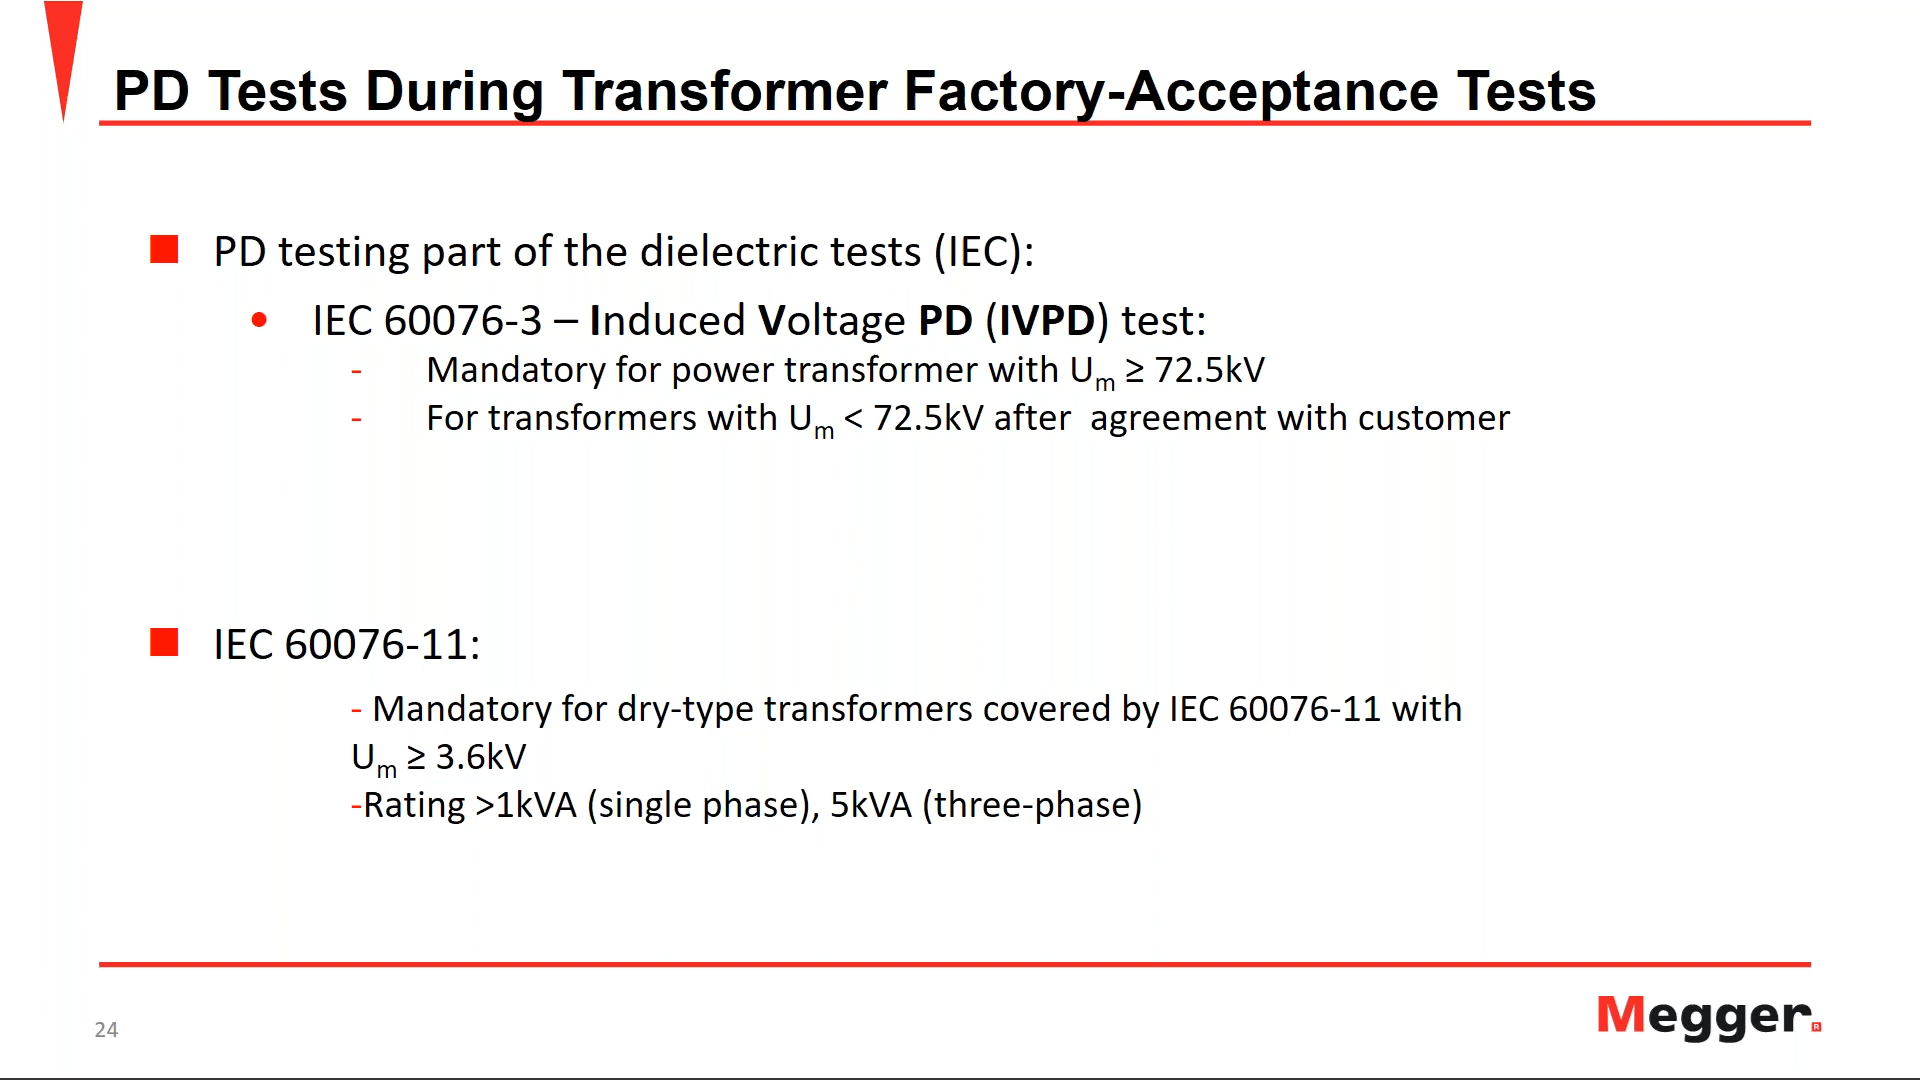 PD Tests During Transformer Factory-Acceptance Tests
PD testing part of the dielectric tests (IEC):
• IEC 60076-3 – Induced Voltage PD (IVPD) test:
- Mandatory for power transformer with Um ≥ 72.5kV
- For transformers with Um < 72.5kV after agreement with customer
IEC 60076-11:
- Mandatory for dry-type transformers covered by IEC 60076-11 with
Um ≥ 3.6kV
-Rating >1kVA (single phase), 5kVA (three-phase)
24
Megger®